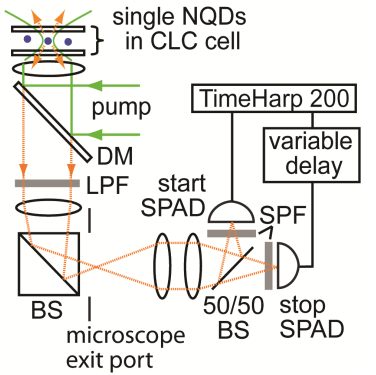 single NQDs
in CLC cell
pump
TimeHarp 200
variable
delay
DM
LPF
start
SPAD
SPF
BS
50/50
BS
stop
SPAD
microscope
exit port